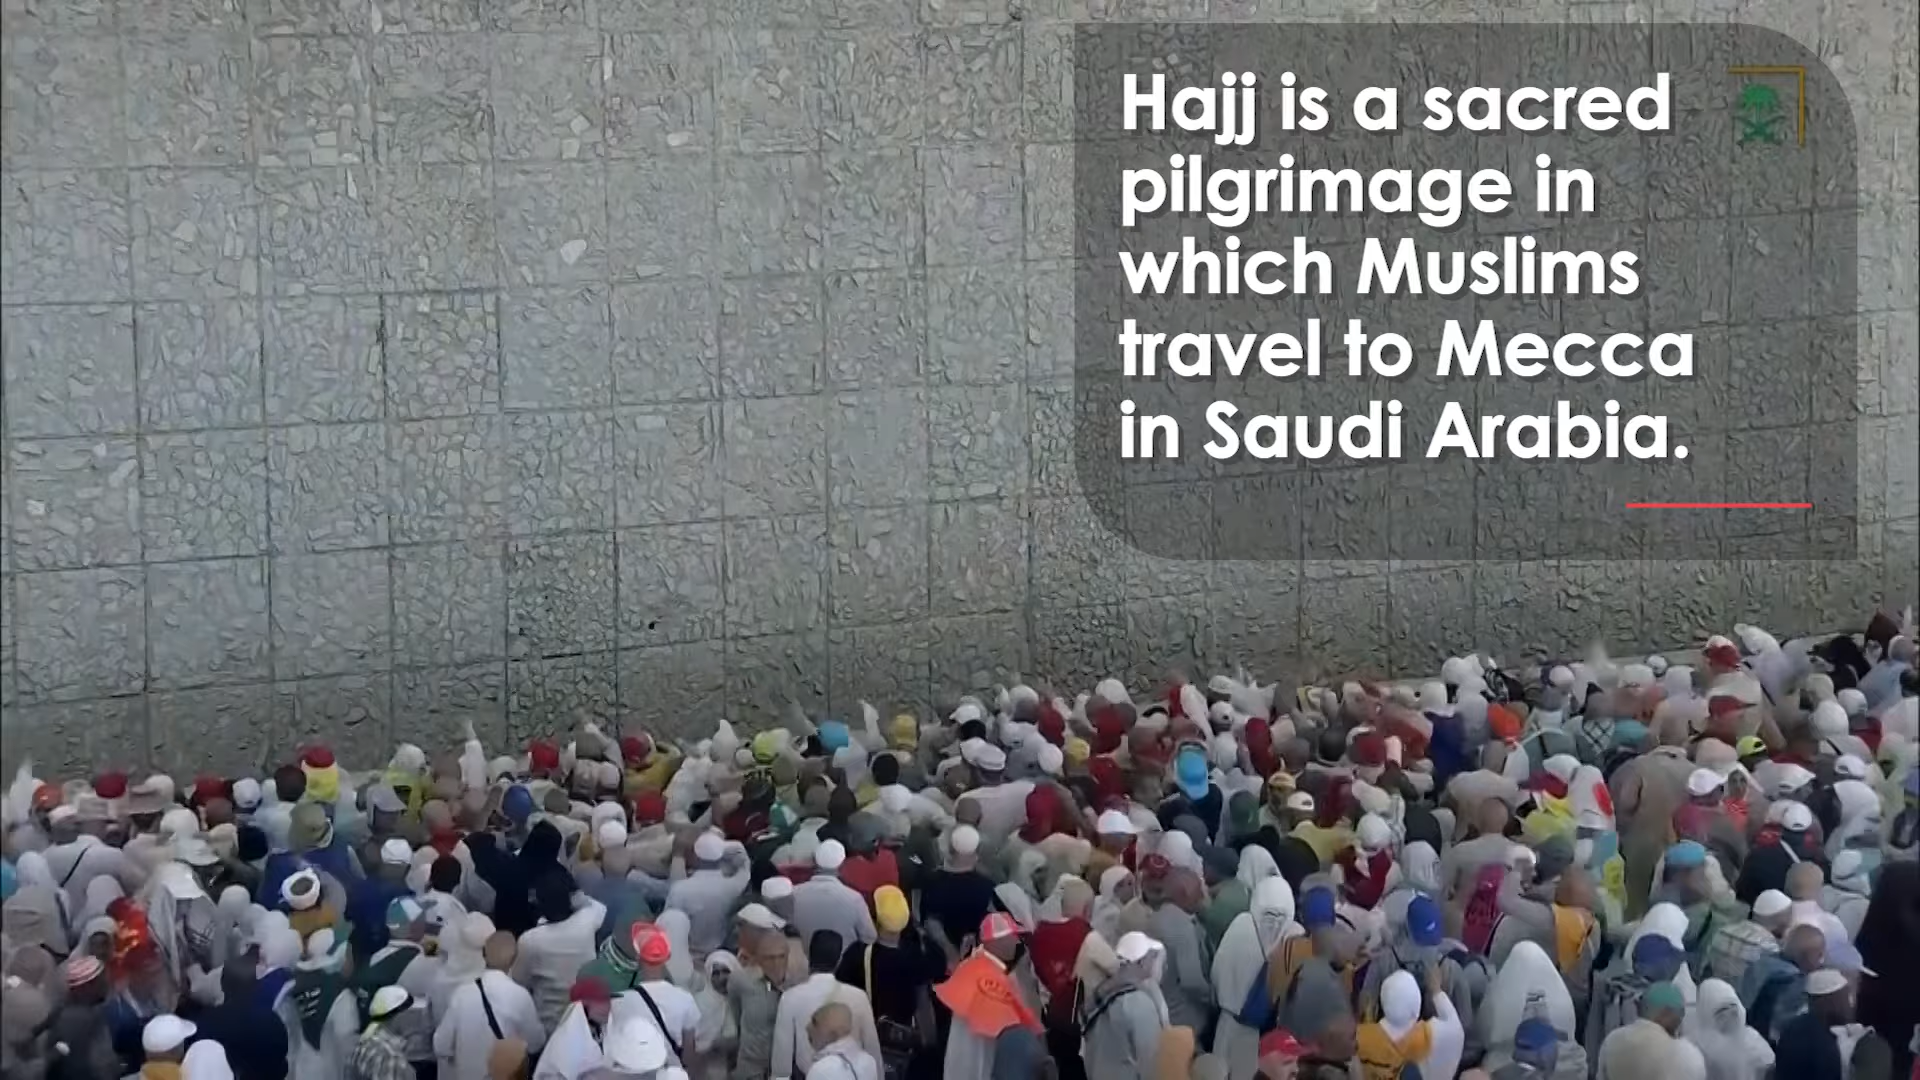 Hajj is a sacred
pilgrimage in
which Muslims
travel to Mecca
in Saudi Arabia.